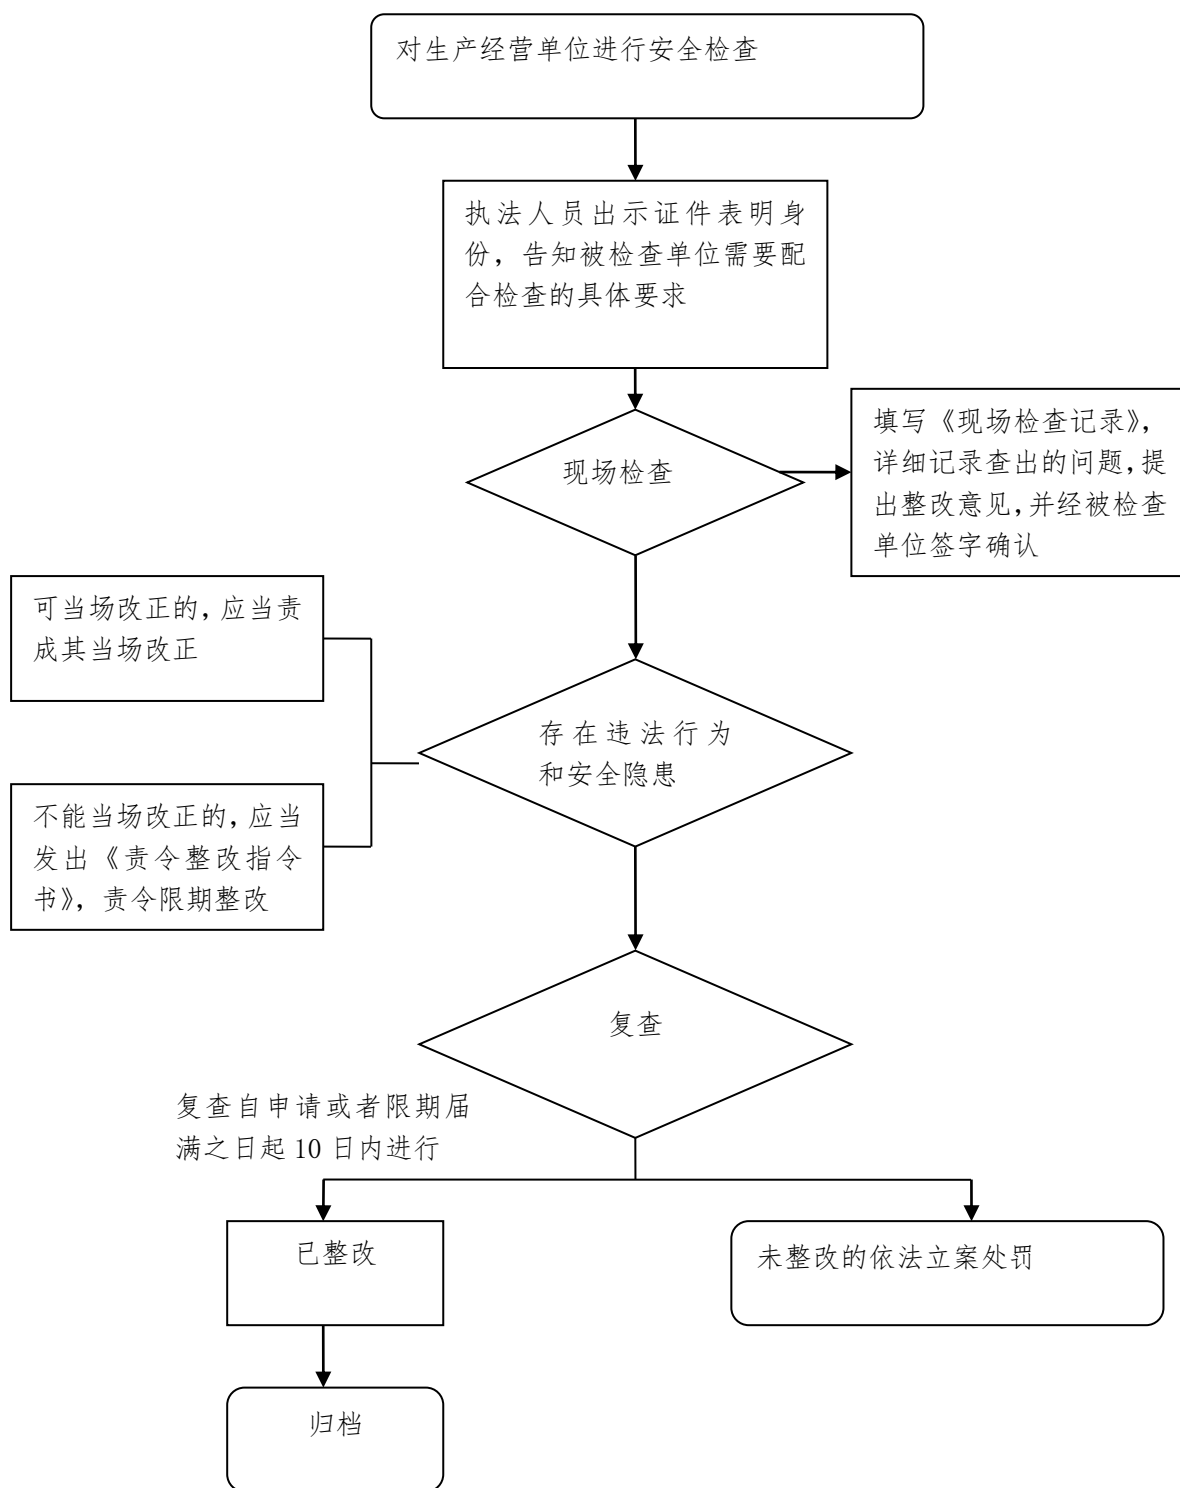 对生产经营单位进行安全检查
执法人员出示证件表明身
份，告知被检查单位需要配
合检查的具体要求
现场检查
填写《现场检查记录》，
详细记录查出的问题，提
出整改意见，并经被检查
单位签字确认
可当场改正的，应当责
成其当场改正
存在违法行为
和安全隐患
不能当场改正的，应当
发出《责令整改指令
书》，责令限期整改
复查
复查自申请或者限期届
满之日起 10 日内进行
已整改
未整改的依法立案处罚
归档